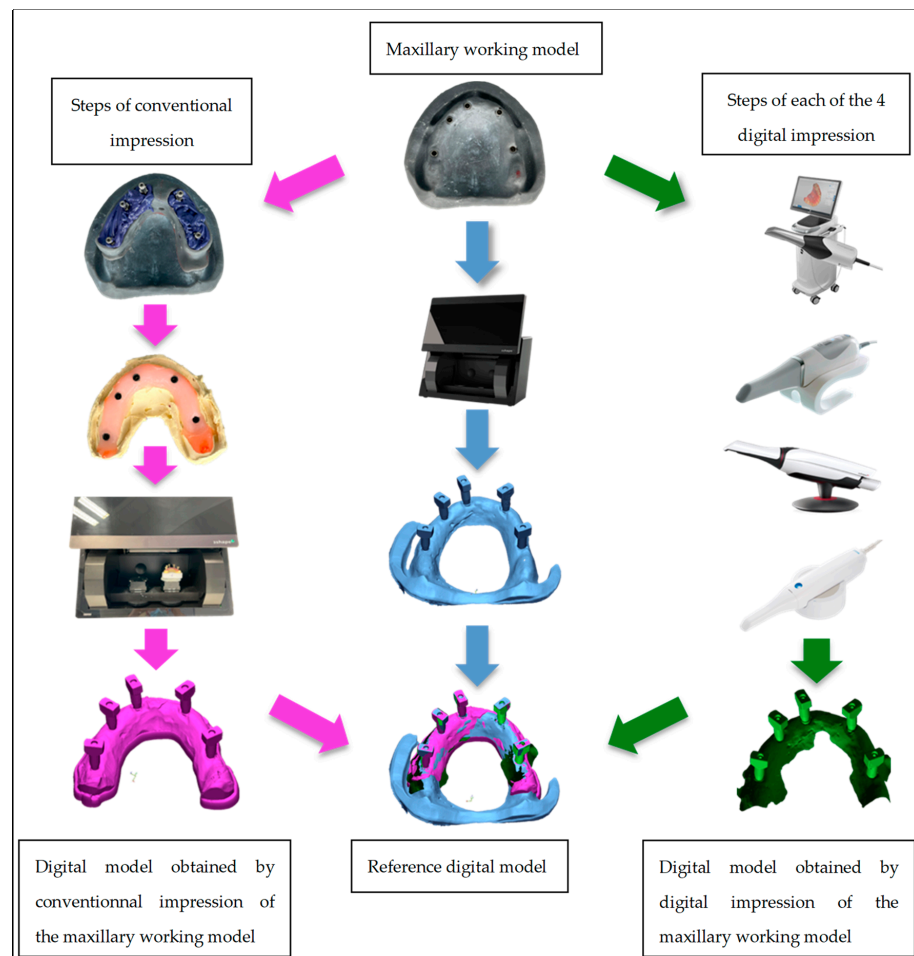 Maxillary working model
Steps of conventional
impression
Steps of each of the 4
digital impression
Digital model obtained by
conventionnal impression of
the maxillary working model
Reference digital model
Digital model obtained by
digital impression of the
maxillary working model